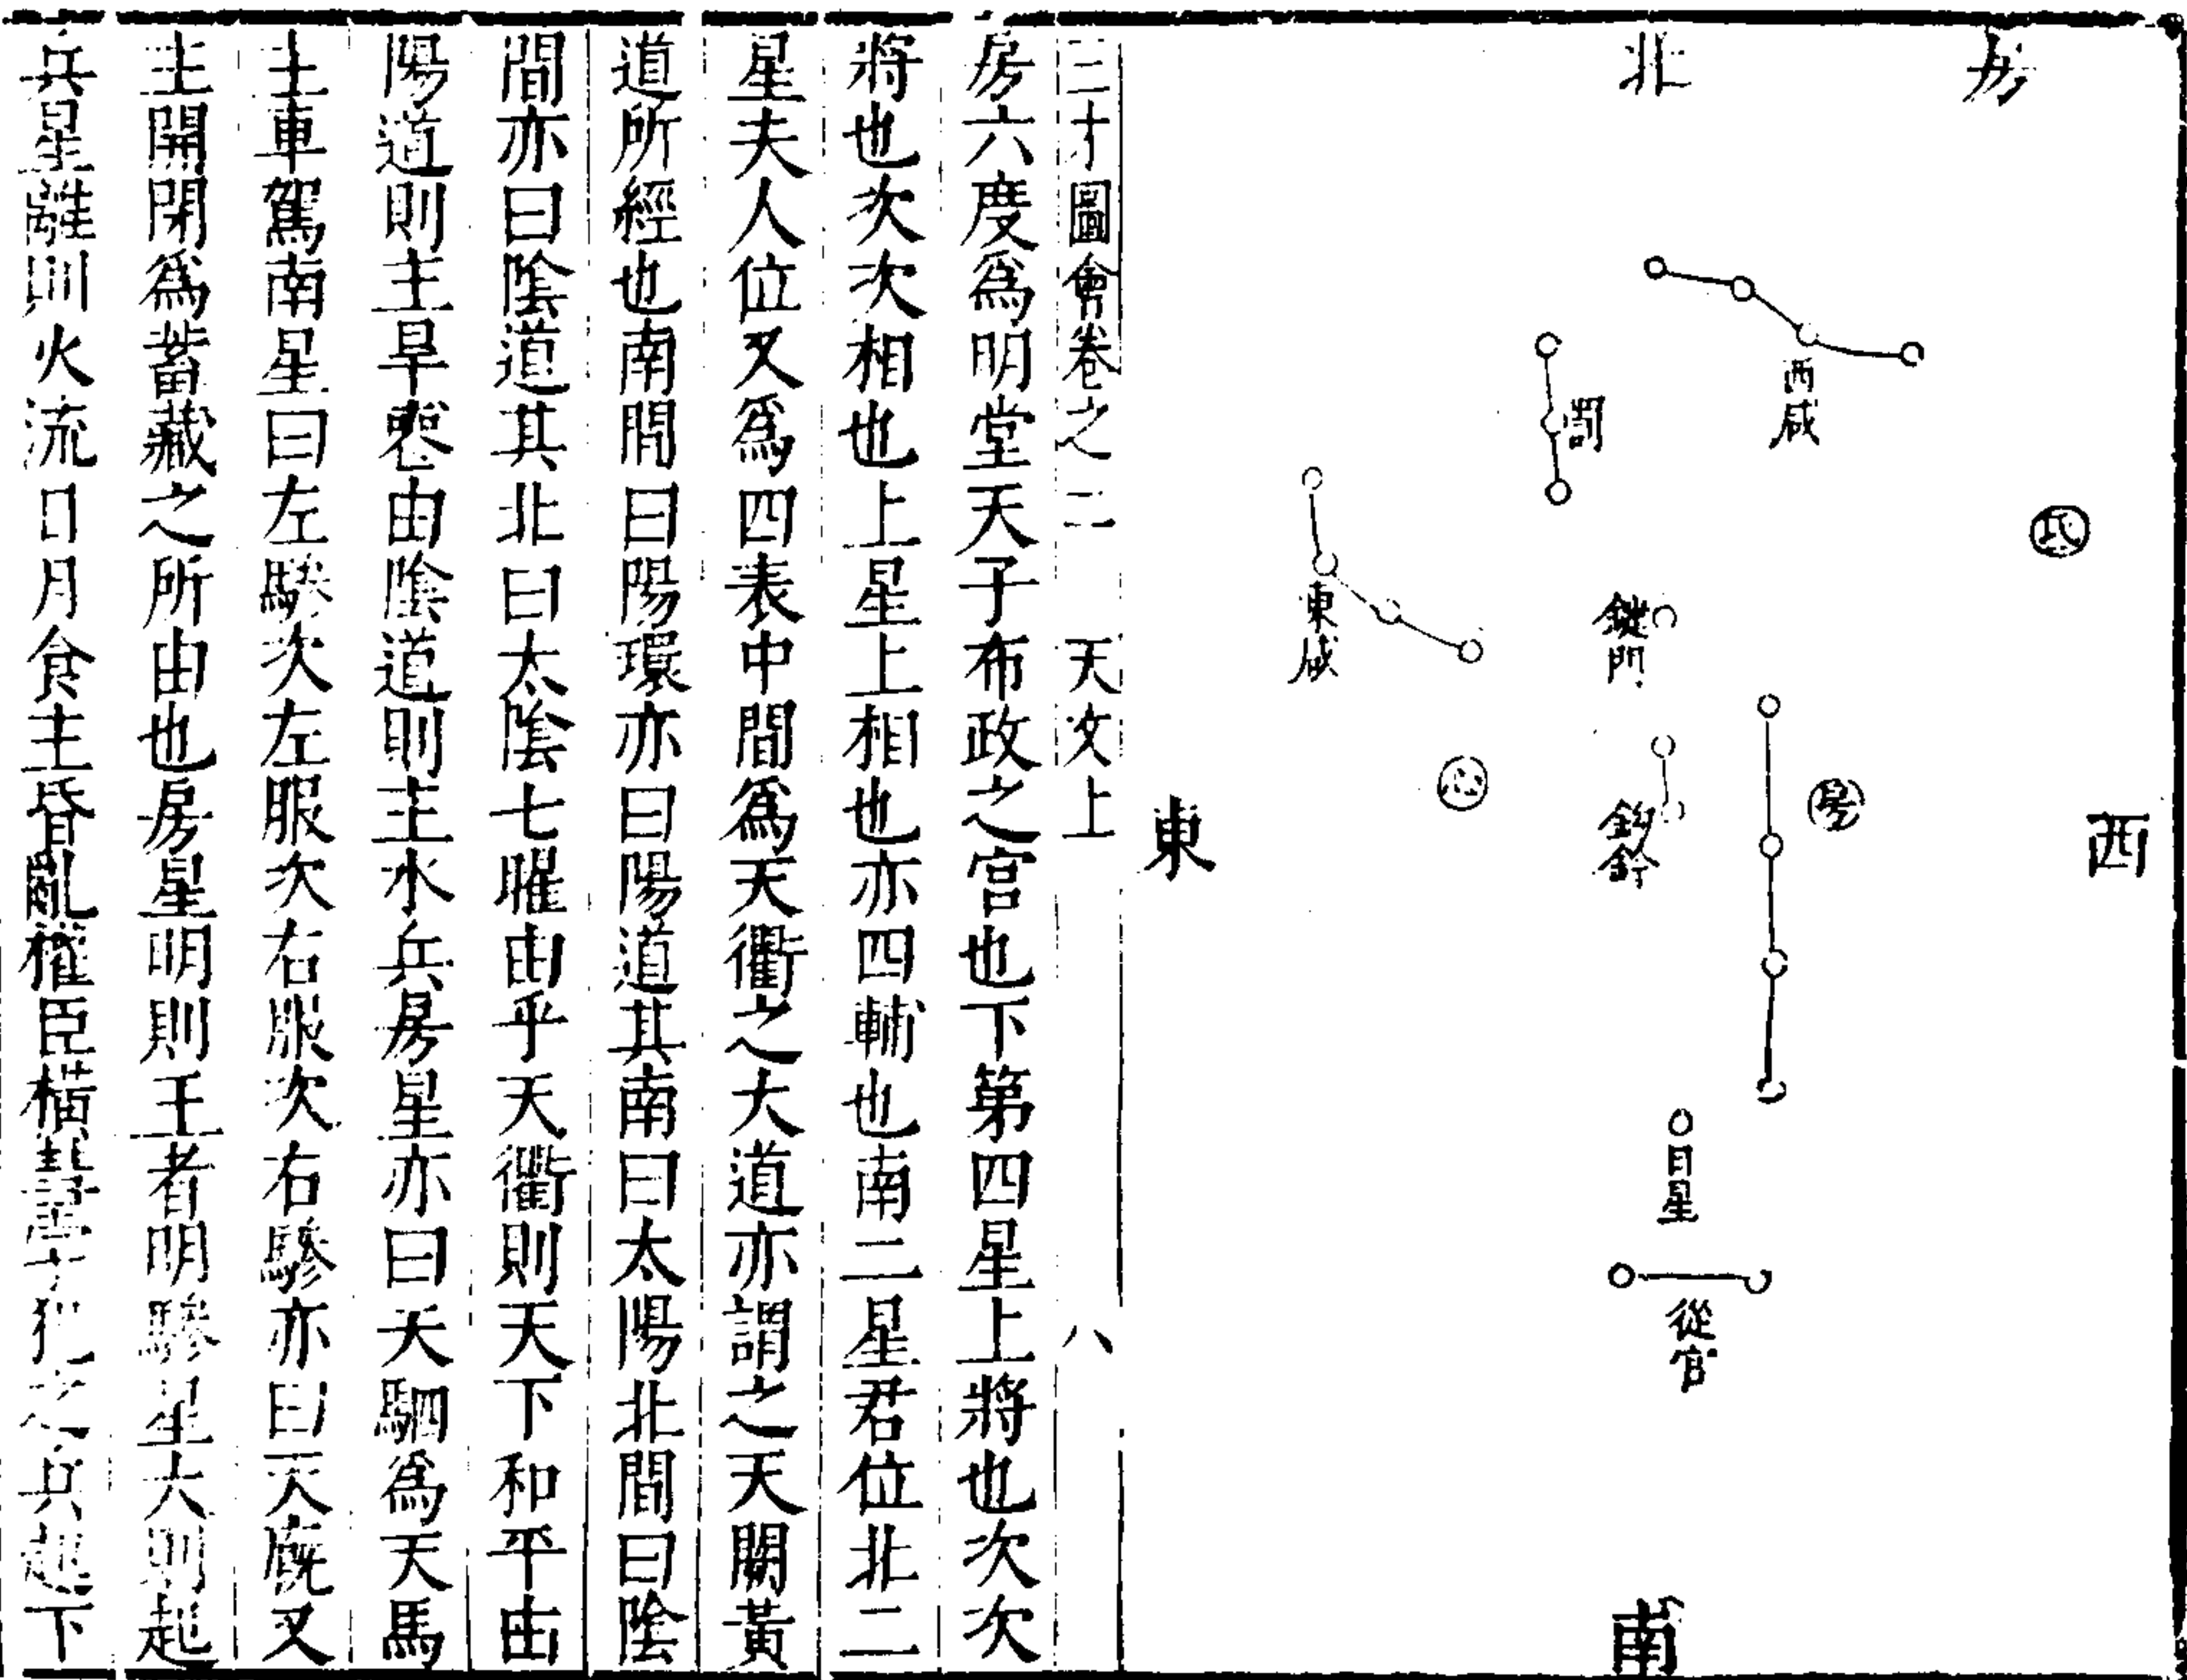 房
北
西咸
罰
氐
東咸
鍵門
心
房
鈎鈐
西
東
日星
從官
南
三才圖會卷之二 天文上 八
房六度爲明堂天子布政之宫也下第四星上將也次次
將也次次相也上星上相也亦四輔也南二星君位北二
星夫人位又爲四表中間爲天衢之大道亦謂之天闕黃
道所經也南間曰陽環亦曰陽道其南曰太陽北間曰陰
間亦曰陰道其北曰太陰七曜由乎天衢則天下和平由
陽道則主旱喪由陰道則主水兵房星亦曰天駟爲天馬
主車駕南星曰左驂次左服次右服次右驂亦曰天廐又
主開閉爲蓄藏之所由也房星明則王者明驂星大則起
兵星離則火流日月食主昏亂權臣橫 犯之兵起下